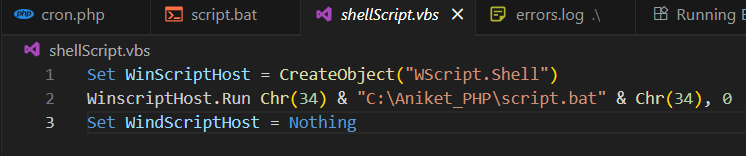 cron.php script.bat shellScript.vbs errors.log .\ Running E
shellScript.vbs
1 Set WinScriptHost = CreateObject("WScript.Shell")
2 WinscriptHost.Run Chr(34) & "C:\Aniket_PHP\script.bat" & Chr(34), 0
3 Set WindScriptHost = Nothing